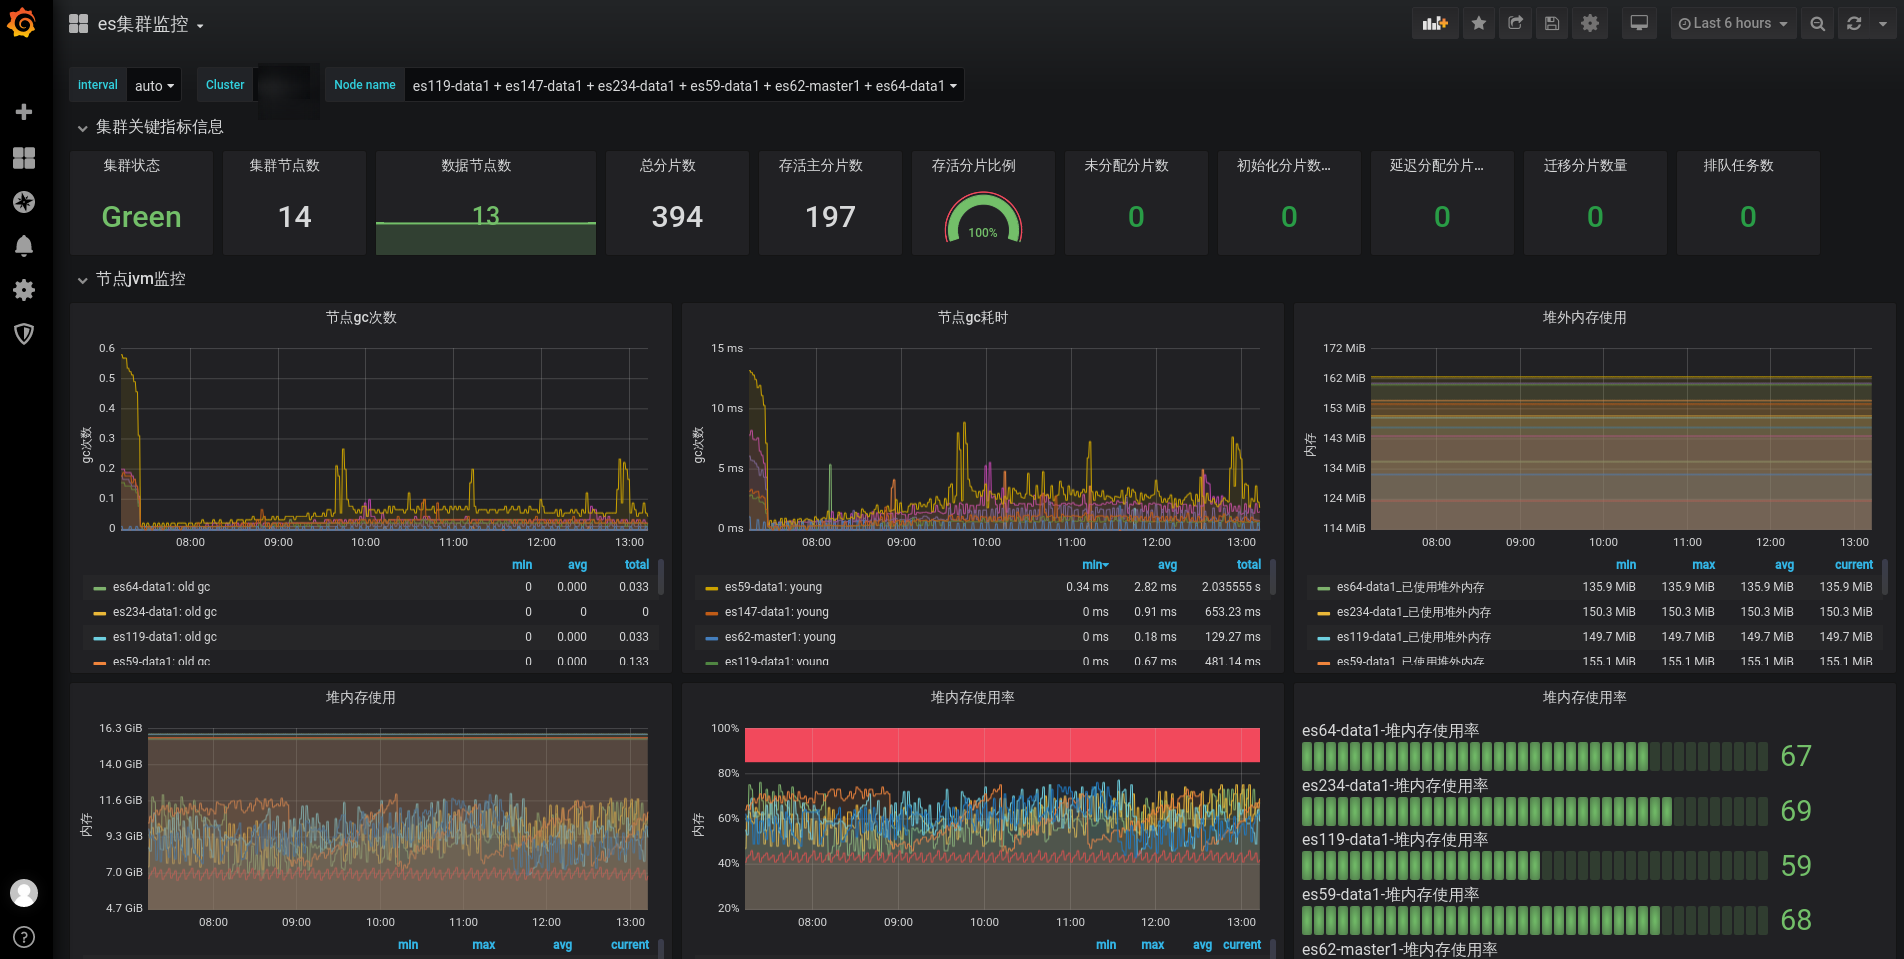 es集群监控
Last 6 hours
interval auto Cluster Node name es119-data1 + es147-data1 + es234-data1 + es59-data1 + es62-master1 + es64-data1
集群关键指标信息
集群状态 集群节点数 数据节点数 总分片数 存活主分片数 存活分片比例 未分配分片数 初始化分片数... 延迟分配分片... 迁移分片数量 排队任务数
Green 14 13 394 197 100% 0 0 0 0 0
节点jvm监控
节点gc次数
0.6
0.5
0.4
0.3
0.2
0.1
0
gc次数
08:00 09:00 10:00 11:00 12:00 13:00
min avg total
es64-data1: old gc 0 0.000 0.033
es234-data1: old gc 0 0 0
es119-data1: old gc 0 0.000 0.033
es59-data1: old gc 0 0.000 0.133
节点gc耗时
15 ms
10 ms
5 ms
0 ms
gc次数
08:00 09:00 10:00 11:00 12:00 13:00
min avg total
es59-data1: young 0.34 ms 2.82 ms 2.035555 s
es147-data1: young 0 ms 0.91 ms 653.23 ms
es62-master1: young 0 ms 0.18 ms 129.27 ms
es119-data1: young 0 ms 0.67 ms 481.14 ms
堆外内存使用
172 MiB
162 MiB
153 MiB
143 MiB
134 MiB
124 MiB
114 MiB
内存
08:00 09:00 10:00 11:00 12:00 13:00
min max avg current
es64-data1_已使用堆外内存 135.9 MiB 135.9 MiB 135.9 MiB 135.9 MiB
es234-data1_已使用堆外内存 150.3 MiB 150.3 MiB 150.3 MiB 150.3 MiB
es119-data1_已使用堆外内存 149.7 MiB 149.7 MiB 149.7 MiB 149.7 MiB
es59-data1_已使用堆外内存 155.1 MiB 155.1 MiB 155.1 MiB 155.1 MiB
堆内存使用
16.3 GiB
14.0 GiB
11.6 GiB
9.3 GiB
7.0 GiB
4.7 GiB
内存
08:00 09:00 10:00 11:00 12:00 13:00
min max avg current
堆内存使用率
100%
80%
60%
40%
20%
内存
08:00 09:00 10:00 11:00 12:00 13:00
min max avg current
堆内存使用率
es64-data1-堆内存使用率
67
es234-data1-堆内存使用率
69
es119-data1-堆内存使用率
59
es59-data1-堆内存使用率
68
es62-master1-堆内存使用率